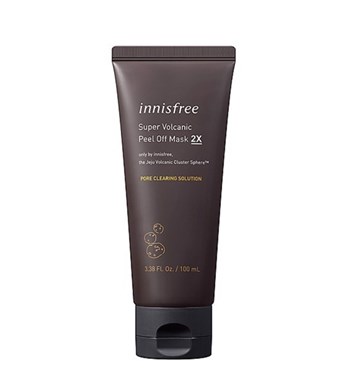 innisfree
Super Volcanic
Peel Off Mask 2X
only by innisfree,
the Jeju Volcanic Cluster Sphere™
PORE CLEARING SOLUTION
3.38 FL Oz. / 100 mL